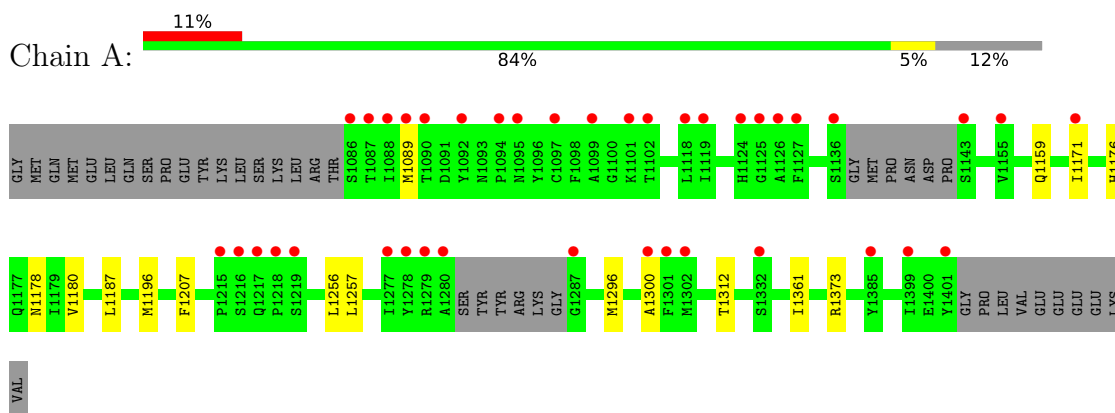 11%
Chain A:
84% 5% 12%
GLY MET GLN MET GLU LEU GLN SER PRO GLU TYR LYS LEU SER LYS LEU ARG THR S1086 T1087 I1088 M1089 T1090 D1091 Y1092 N1093 P1094 N1095 Y1096 C1097 F1098 A1099 G1100 K1101 T1102 L1118 I1119 H1124 G1125 A1126 F1127 S1136 GLY MET PRO ASN ASP PRO S1143 V1155 Q1159 I1171 H1176
Q1177 N1178 I1179 V1180 L1187 M1196 F1207 P1215 S1216 Q1217 P1218 S1219 L1256 L1257 I1277 Y1278 R1279 A1280 SER TYR TYR ARG LYS GLY G1287 M1296 A1300 F1301 M1302 T1312 S1332 I1361 R1373 Y1385 I1399 E1400 Y1401 GLY PRO LEU VAL GLU GLU GLU GLU LYS
VAL